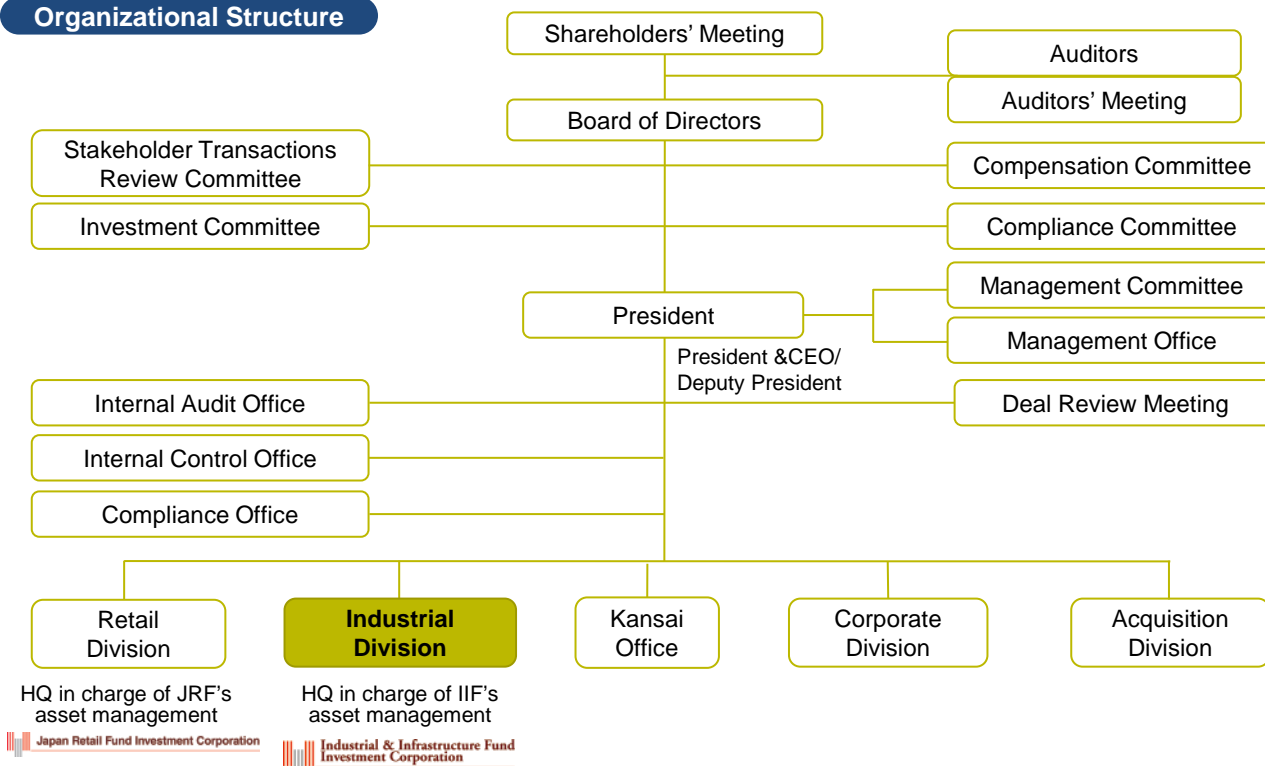 Organizational Structure
Shareholders' Meeting
Auditors
Auditors' Meeting
Board of Directors
Stakeholder Transactions
Review Committee
Compensation Committee
Investment Committee
Compliance Committee
Management Committee
President
Management Office
President &CEO/
Deputy President
Internal Audit Office
Deal Review Meeting
Internal Control Office
Compliance Office
Retail
Division
Industrial
Division
Kansai
Office
Corporate
Division
Acquisition
Division
HQ in charge of JRF's
asset management
HQ in charge of IIF's
asset management
Japan Retail Fund Investment Corporation
Industrial & Infrastructure Fund
Investment Corporation